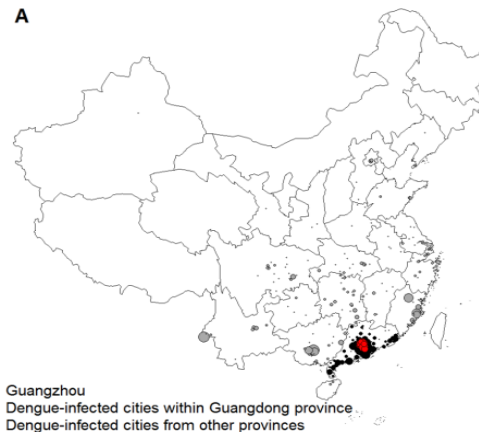 A
Guangzhou
Dengue-infected cities within Guangdong province
Dengue-infected cities from other provinces